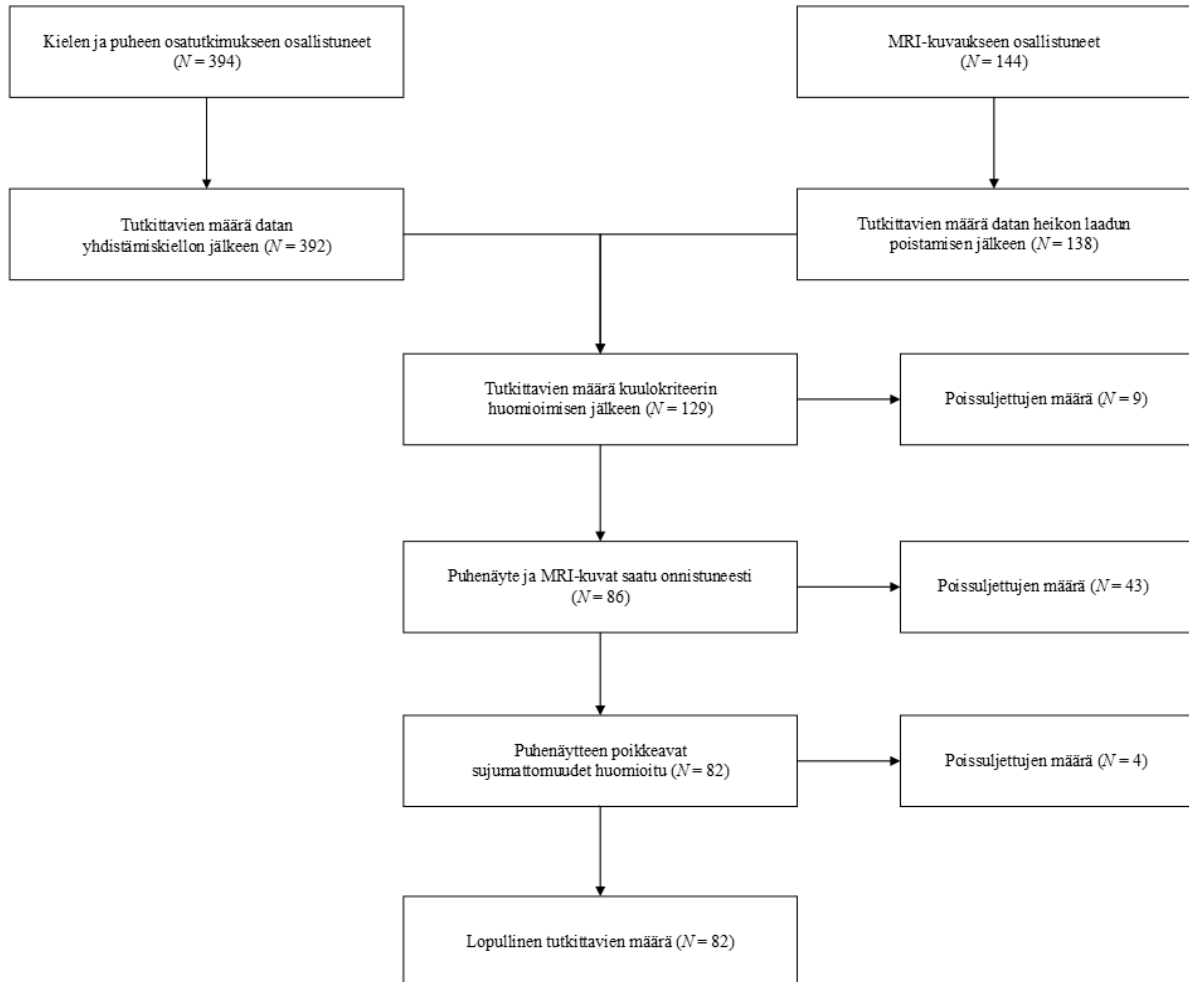 Kielen ja puheen osatutkimukseen osallistuneet
(N = 394)
MRI-kuvaukseen osallistuneet
(N = 144)
Tutkittavien määrä datan
yhdistämiskiellon jälkeen (N = 392)
Tutkittavien määrä datan heikon laadun
poistamisen jälkeen (N = 138)
Tutkittavien määrä kuulokriteerin
huomioimisen jälkeen (N = 129)
Poissuljettujen määrä (N = 9)
Puhenäyte ja MRI-kuvat saatu onnistuneesti
(N = 86)
Poissuljettujen määrä (N = 43)
Puhenäytteen poikkeavat
sujumattomuudet huomioitu (N = 82)
Poissuljettujen määrä (N = 4)
Lopullinen tutkittavien määrä (N = 82)